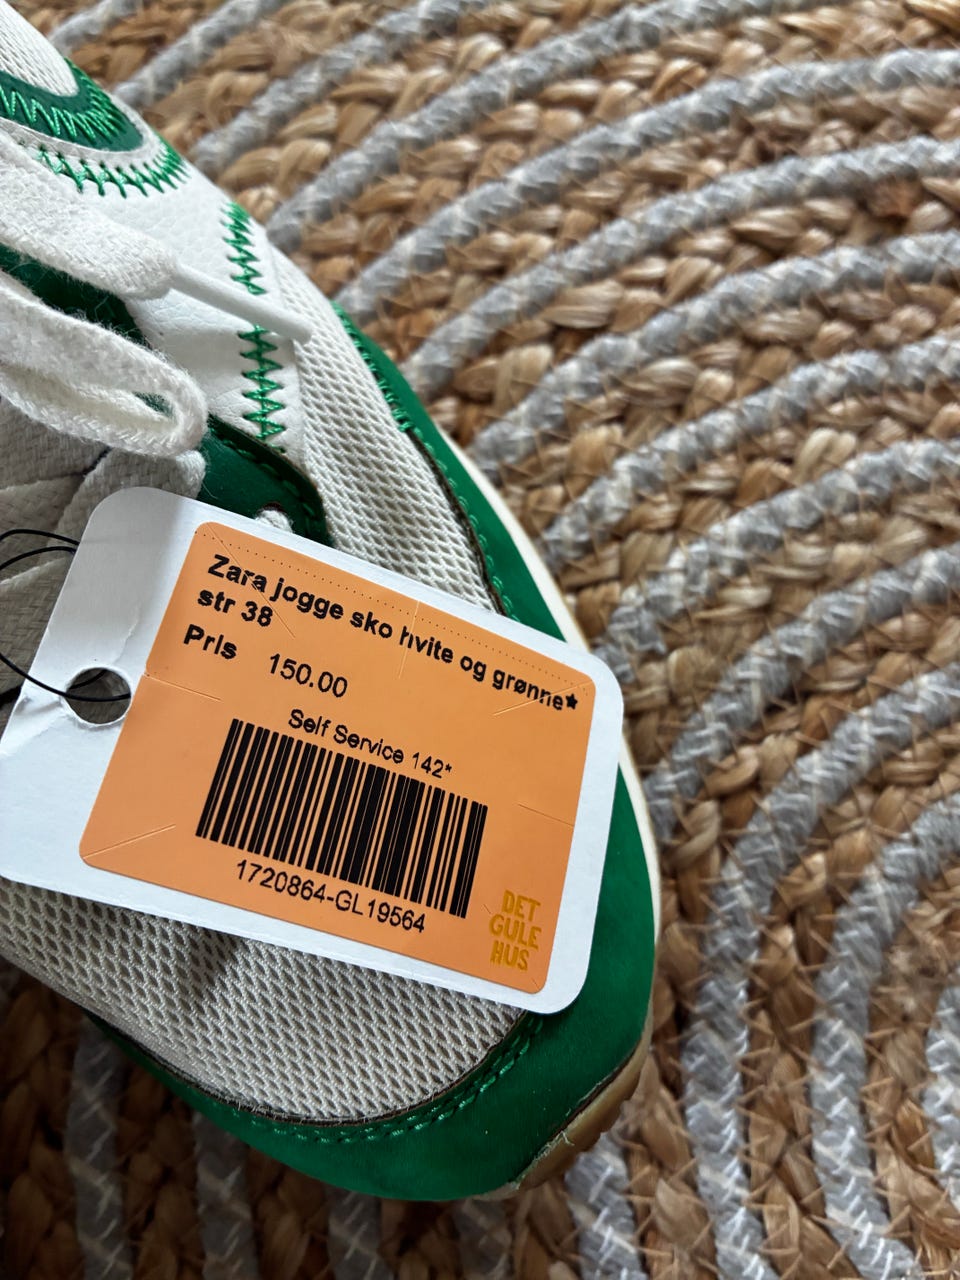 Zara jogge sko hvite og grønne*
str 38
Pris 150.00
Self Service 142*
1720864-GL19564
DET
GULE
HUS